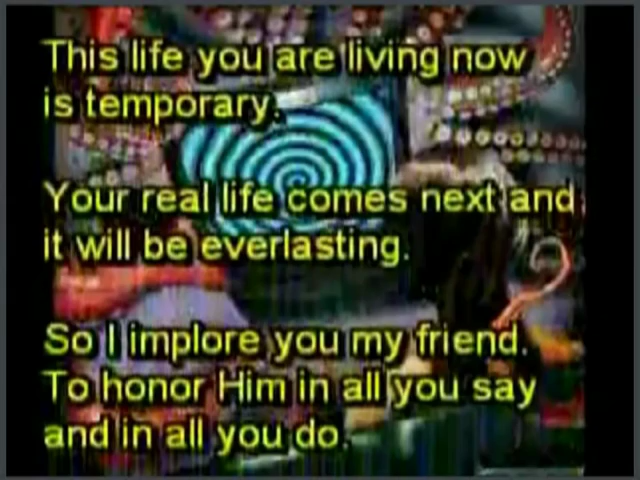 This life you are living now
is temporary.
Your real life comes next and
it will be everlasting.
So I implore you my friend.
To honor Him in all you say
and in all you do.